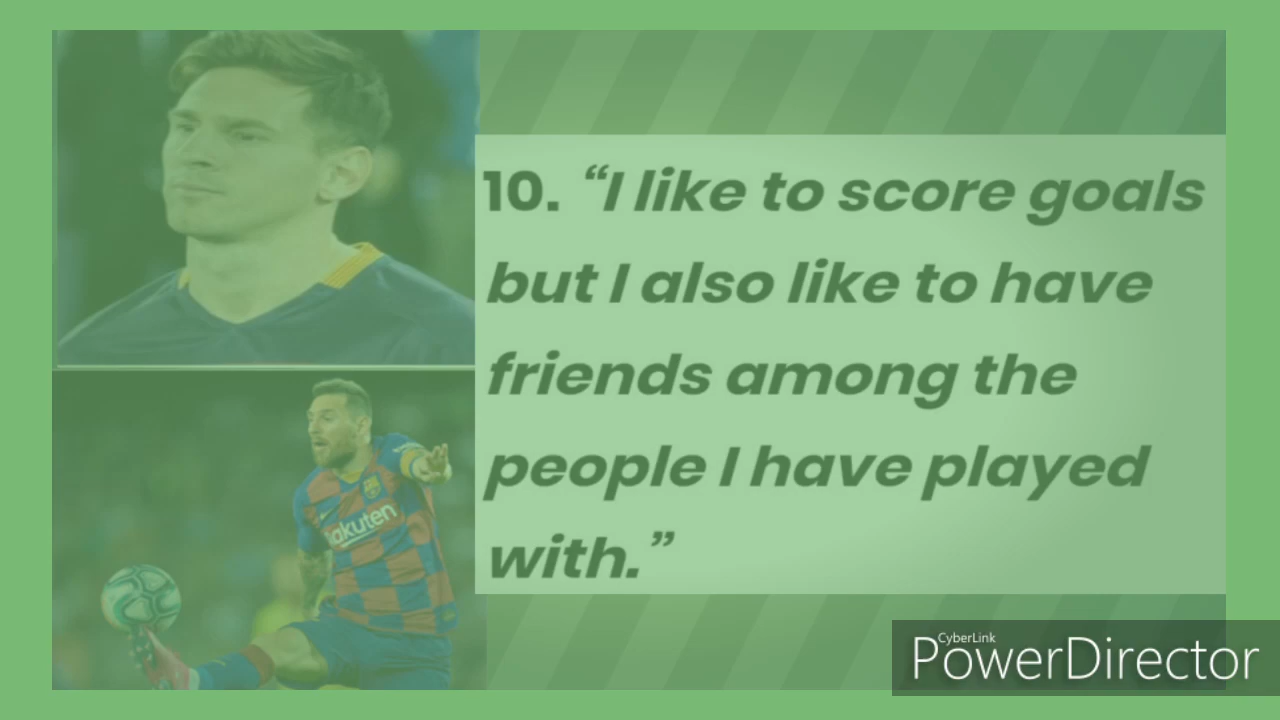 10. “I like to score goals
but I also like to have
friends among the
people I have played
with.”
Rakuten
CyberLink
PowerDirector